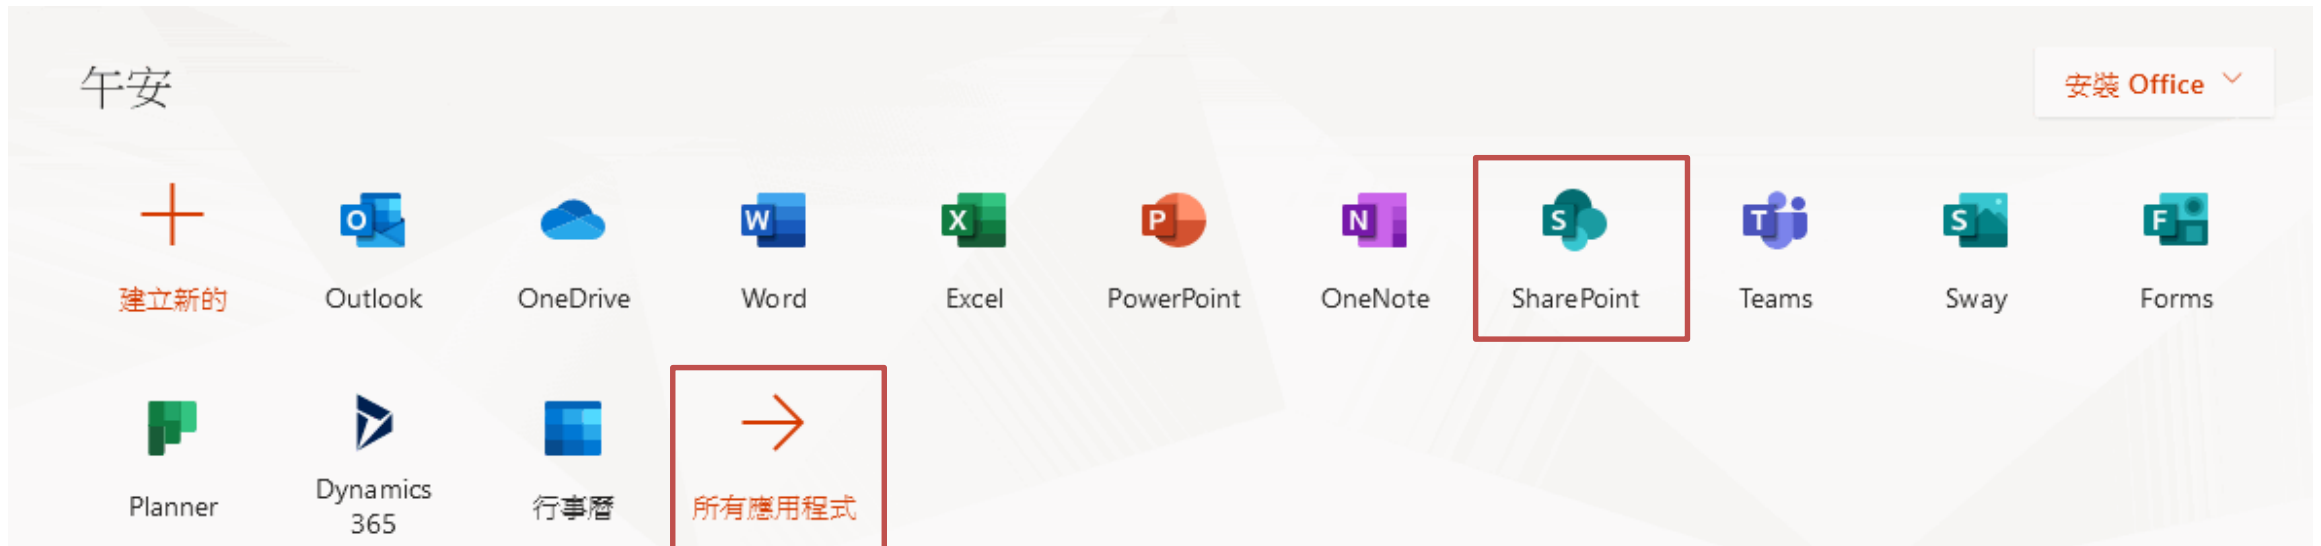 午安
安裝 Office
建立新的
Outlook
OneDrive
Word
Excel
PowerPoint
OneNote
SharePoint
Teams
Sway
Forms
Planner
Dynamics
365
行事曆
所有應用程式